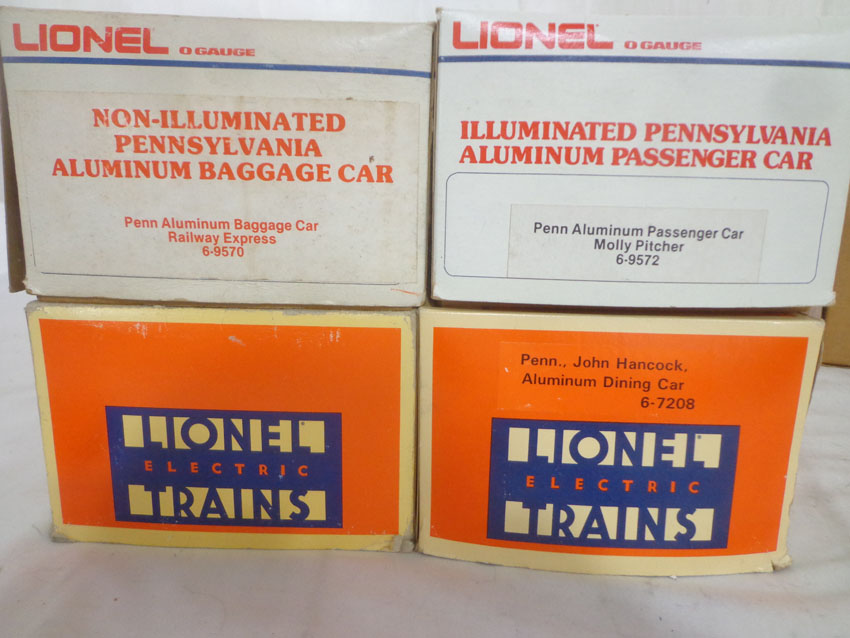 LIONEL O GAUGE
NON-ILLUMINATED
PENNSYLVANIA
ALUMINUM BAGGAGE CAR
Penn Aluminum Baggage Car
Railway Express
6-9570
LIONEL O GAUGE
ILLUMINATED PENNSYLVANIA
ALUMINUM PASSENGER CAR
Penn Aluminum Passenger Car
Molly Pitcher
6-9572
LIONEL
ELECTRIC
TRAINS
Penn., John Hancock,
Aluminum Dining Car
6-7208
LIONEL®
ELECTRIC
TRAINS